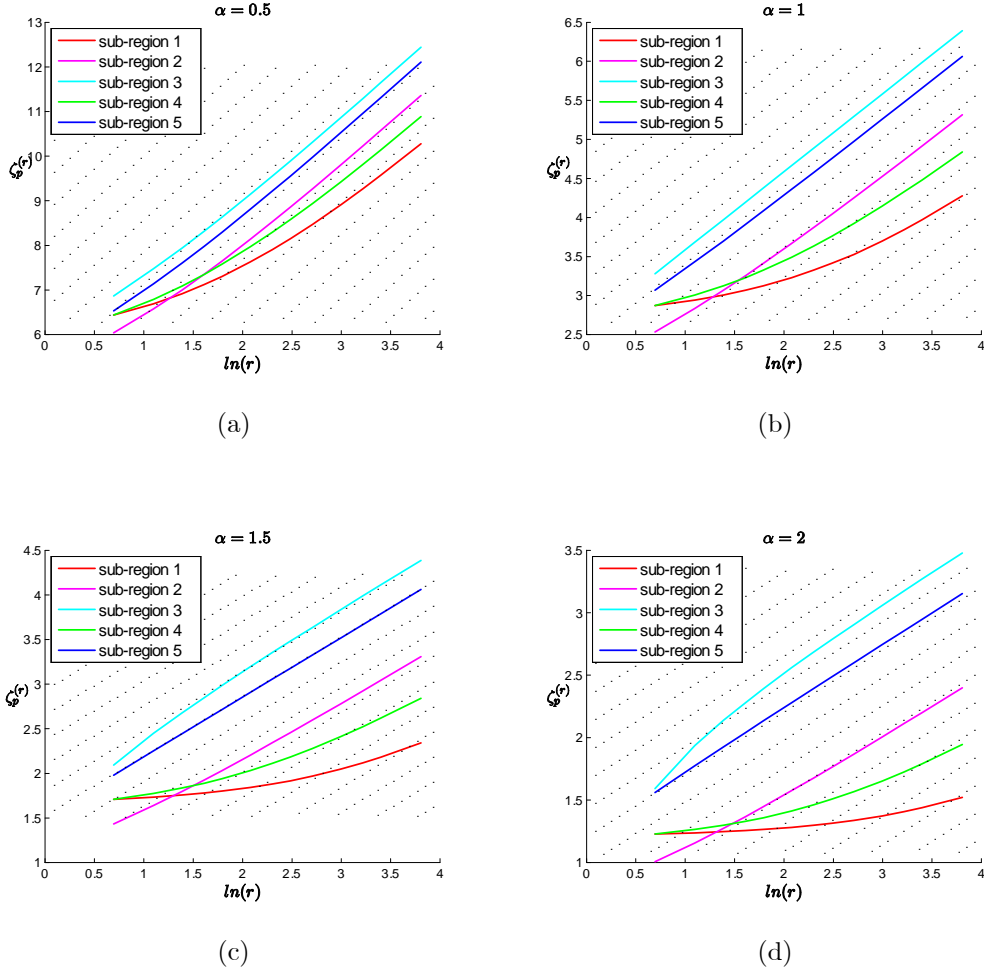 α = 0.5
13
12
11
10
9
8
7
6
sub-region 1
sub-region 2
sub-region 3
sub-region 4
sub-region 5
ζp(r)
0 0.5 1 1.5 2 2.5 3 3.5 4
ln(r)
(a)
α = 1
6.5
6
5.5
5
4.5
4
3.5
3
2.5
sub-region 1
sub-region 2
sub-region 3
sub-region 4
sub-region 5
ζp(r)
0 0.5 1 1.5 2 2.5 3 3.5 4
ln(r)
(b)
α = 1.5
4.5
4
3.5
3
2.5
2
1.5
1
sub-region 1
sub-region 2
sub-region 3
sub-region 4
sub-region 5
ζp(r)
0 0.5 1 1.5 2 2.5 3 3.5 4
ln(r)
(c)
α = 2
3.5
3
2.5
2
1.5
1
sub-region 1
sub-region 2
sub-region 3
sub-region 4
sub-region 5
ζp(r)
0 0.5 1 1.5 2 2.5 3 3.5 4
ln(r)
(d)